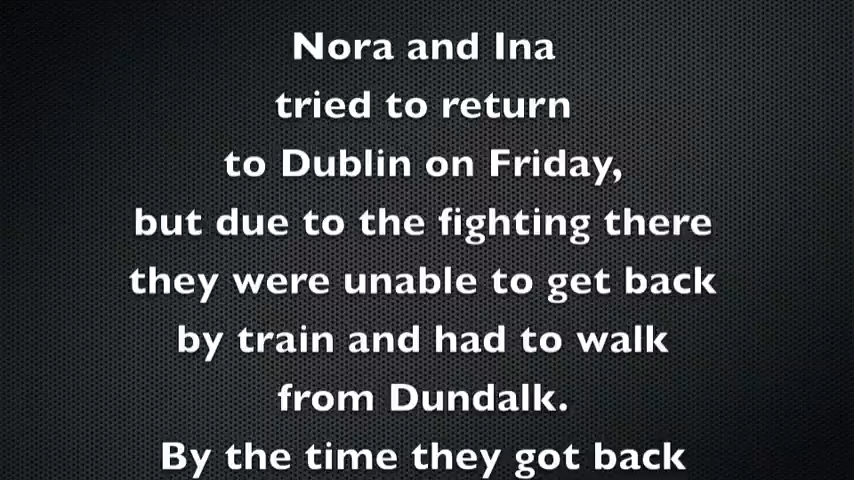 Nora and Ina
tried to return
to Dublin on Friday,
but due to the fighting there
they were unable to get back
by train and had to walk
from Dundalk.
By the time they got back